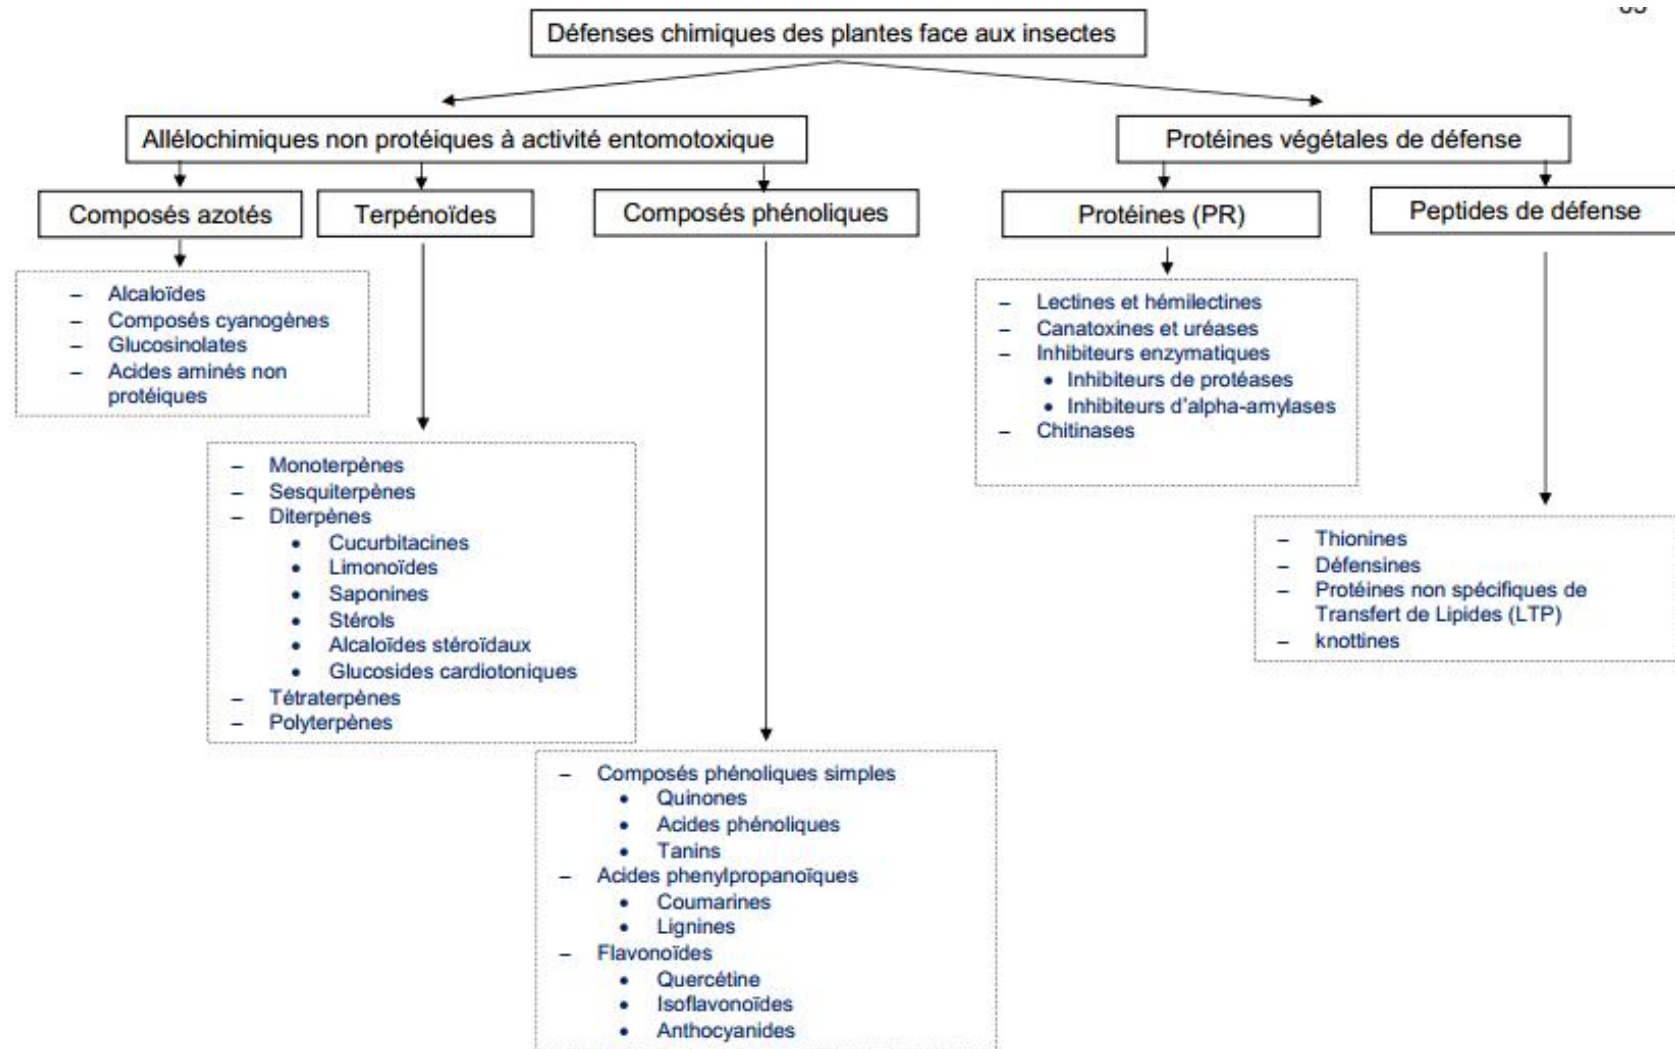 Défenses chimiques des plantes face aux insectes
Allélochimiques non protéiques à activité entomotoxique
Protéines végétales de défense
Composés azotés
Terpénoïdes
Composés phénoliques
Protéines (PR)
Peptides de défense
– Alcaloïdes
– Composés cyanogènes
– Glucosinolates
– Acides aminés non
protéiques
– Lectines et hémilectines
– Canatoxines et uréases
– Inhibiteurs enzymatiques
• Inhibiteurs de protéases
• Inhibiteurs d'alpha-amylases
– Chitinases
– Monoterpènes
– Sesquiterpènes
– Diterpènes
• Cucurbitacines
• Limonoïdes
• Saponines
• Stérols
• Alcaloïdes stéroïdaux
• Glucosides cardiotoniques
– Tétraterpènes
– Polyterpènes
– Thionines
– Défensines
– Protéines non spécifiques de
Transfert de Lipides (LTP)
– knottines
– Composés phénoliques simples
• Quinones
• Acides phénoliques
• Tanins
– Acides phenylpropanoïques
• Coumarines
• Lignines
– Flavonoïdes
• Quercétine
• Isoflavonoïdes
• Anthocyanides